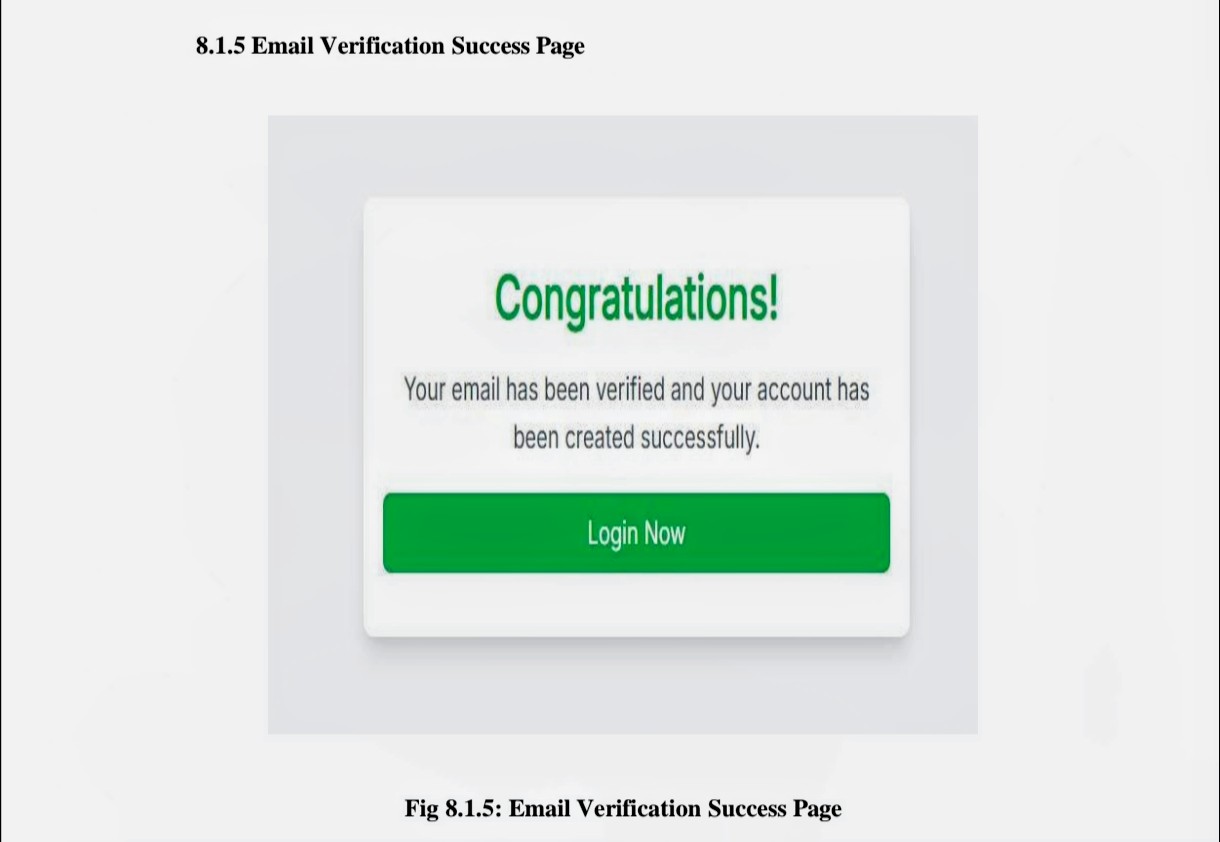 8.1.5 Email Verification Success Page
Congratulations!
Your email has been verified and your account has
been created successfully.
Login Now
Fig 8.1.5: Email Verification Success Page